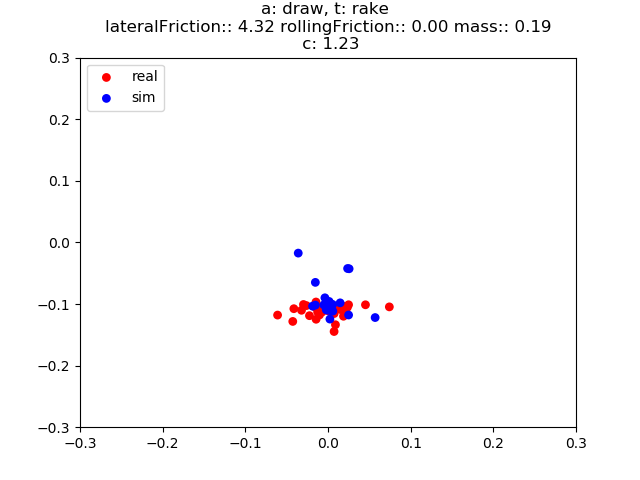 a: draw, t: rake
lateralFriction:: 4.32 rollingFriction:: 0.00 mass:: 0.19
c: 1.23
real
sim
0.3
0.2
0.1
0.0
−0.1
−0.2
−0.3
−0.3 −0.2 −0.1 0.0 0.1 0.2 0.3